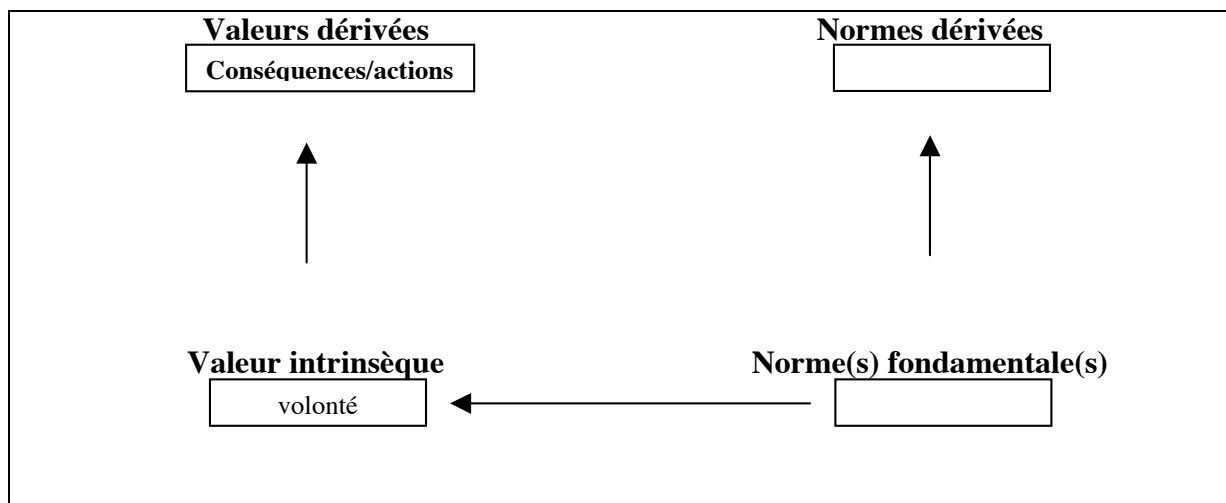 Valeurs dérivées Normes dérivées
Conséquences/actions
Valeur intrinsèque Norme(s) fondamentale(s)
volonté